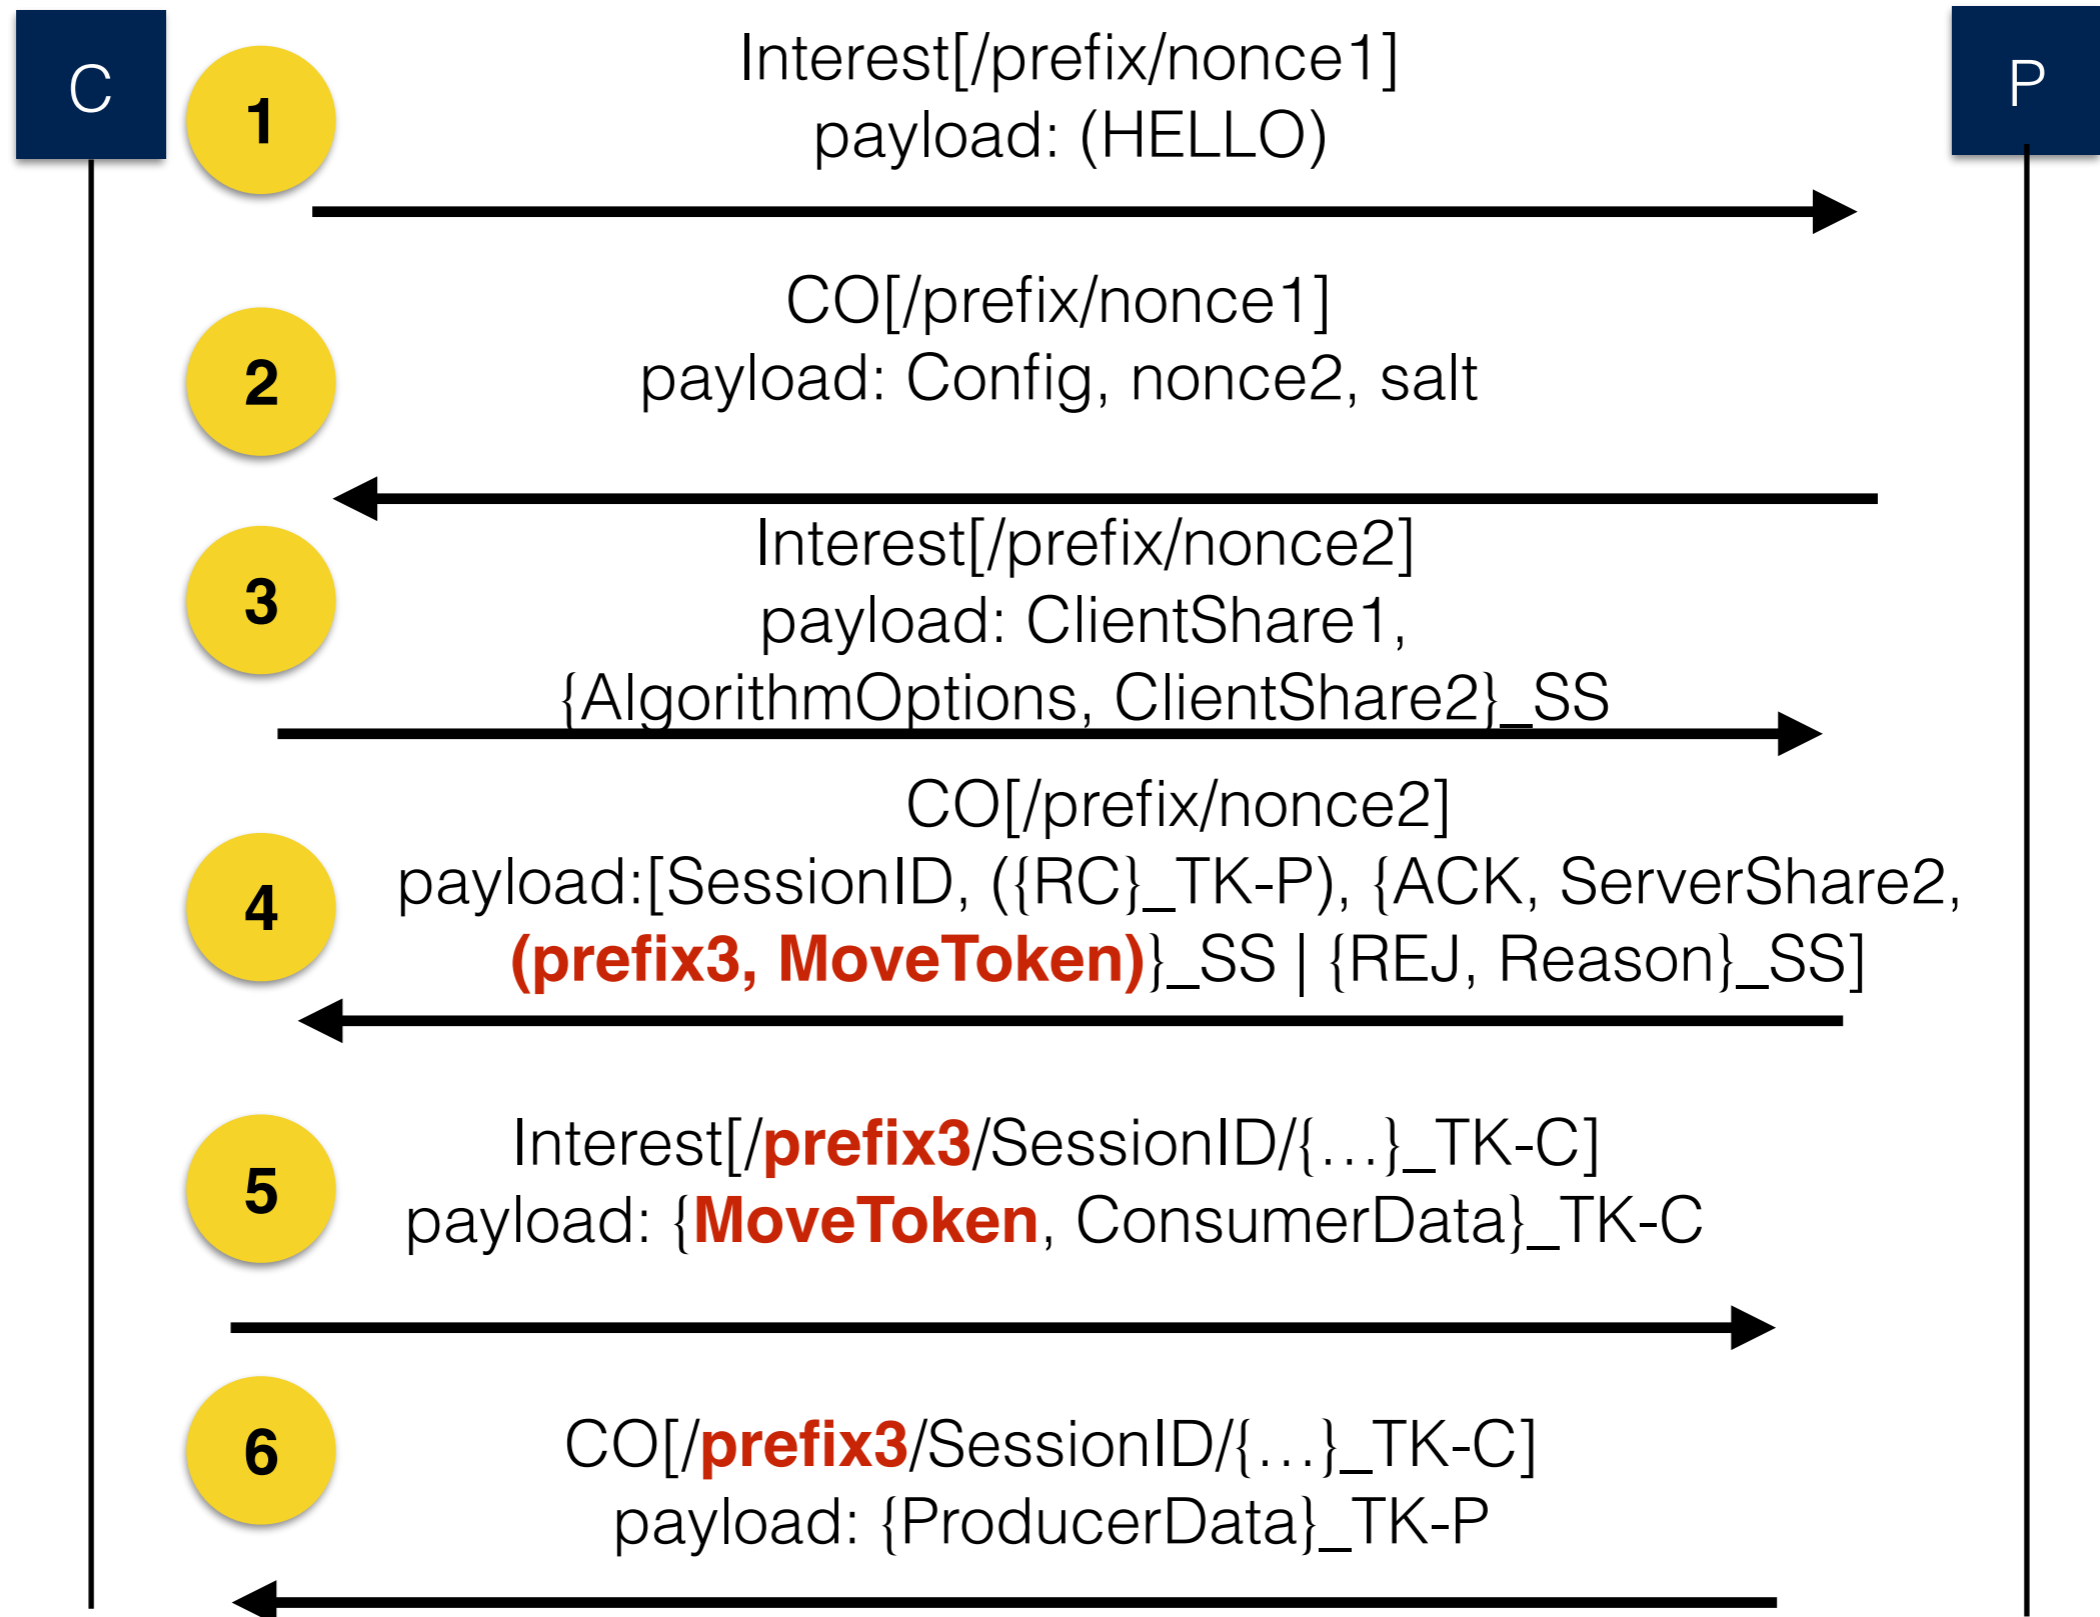 C
P
1
Interest[/prefix/nonce1]
payload: (HELLO)
2
CO[/prefix/nonce1]
payload: Config, nonce2, salt
3
Interest[/prefix/nonce2]
payload: ClientShare1,
{AlgorithmOptions, ClientShare2}_SS
4
CO[/prefix/nonce2]
payload:[SessionID, ({RC}_TK-P), {ACK, ServerShare2,
(prefix3, MoveToken)}_SS | {REJ, Reason}_SS]
5
Interest[/prefix3/SessionID/{...}_TK-C]
payload: {MoveToken, ConsumerData}_TK-C
6
CO[/prefix3/SessionID/{...}_TK-C]
payload: {ProducerData}_TK-P